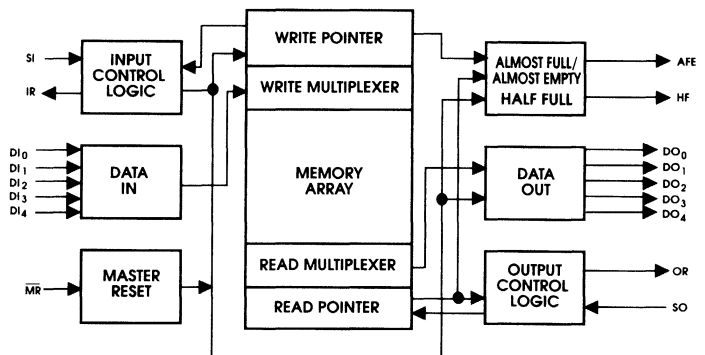 SI
IR
INPUT
CONTROL
LOGIC
WRITE POINTER
WRITE MULTIPLEXER
ALMOST FULL/
ALMOST EMPTY
HALF FULL
AFE
HF
DI0
DI1
DI2
DI3
DI4
DATA
IN
MEMORY
ARRAY
DATA
OUT
DO0
DO1
DO2
DO3
DO4
MR
MASTER
RESET
READ MULTIPLEXER
READ POINTER
OUTPUT
CONTROL
LOGIC
OR
SO